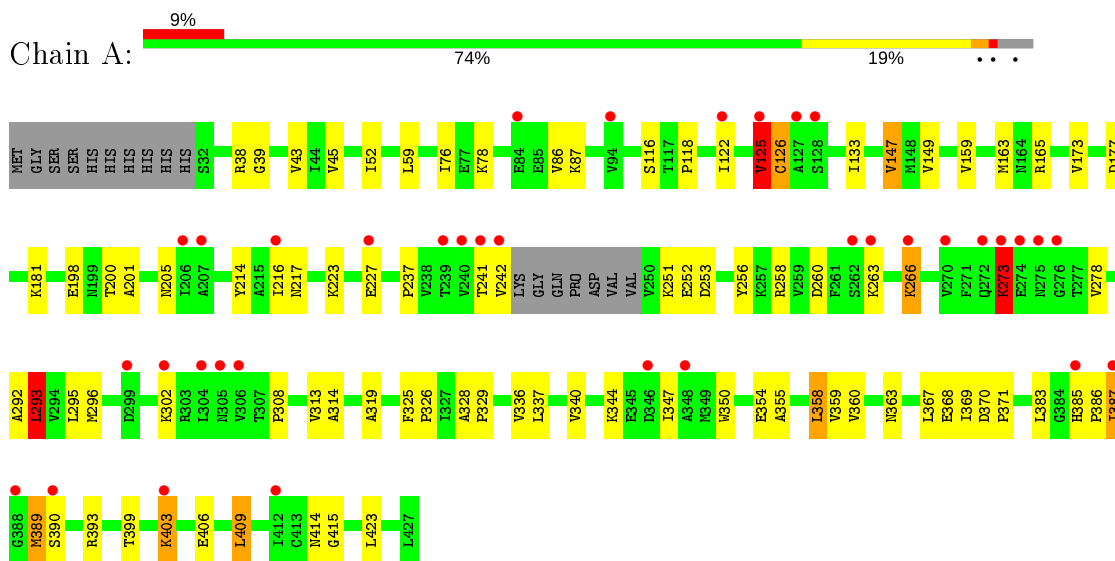 9%
Chain A:
74% 19%
MET GLY SER SER HIS HIS HIS HIS HIS HIS S32 R38 G39 V43 I44 V45 I52 L59 I76 E77 K78 E84 E85 V86 K87 V94 S116 T117 P118 I122 V125 C126 A127 S128 I133 V147 M148 V149 V159 M163 N164 R165 V173 D177
K181 E198 N199 T200 A201 N205 I206 A207 Y214 A215 I216 N217 K223 E227 P237 V238 T239 V240 T241 V242 LYS GLY GLN PRO ASP VAL VAL V250 K251 E252 D253 Y256 K257 R258 V259 D260 F261 S262 K263 K266 V270 F271 Q272 K273 E274 N275 G276 T277 V278
A292 L293 V294 L295 M296 D299 K302 R303 L304 N305 V306 T307 P308 V313 A314 A319 F325 P326 I327 A328 P329 V336 L337 V340 K344 E345 D346 I347 A348 M349 W350 E354 A355 L358 V359 V360 N363 L367 E368 I369 D370 P371 L383 G384 H385 P386
G388 M389 S390 R393 T399 K403 E406 L409 I412 C413 N414 G415 L423 L427